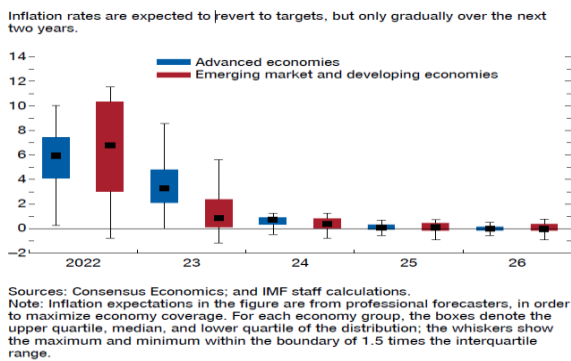 Inflation rates are expected to revert to targets, but only gradually over the next
two years.
14
Advanced economies
12
Emerging market and developing economies
10
8
6
4
2
0
−2
2022 23 24 25 26
Sources: Consensus Economics; and IMF staff calculations.
Note: Inflation expectations in the figure are from professional forecasters, in order
to maximize economy coverage. For each economy group, the boxes denote the
upper quartile, median, and lower quartile of the distribution; the whiskers show
the maximum and minimum within the boundary of 1.5 times the interquartile
range.